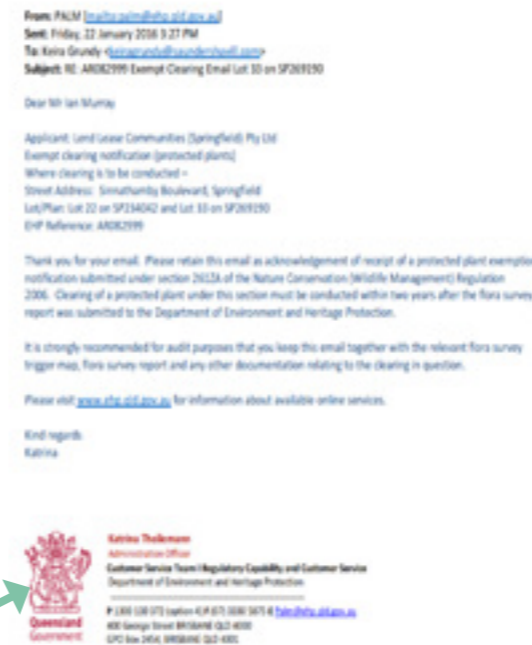 From: PALM [mailto:palm@ehp.qld.gov.au]
Sent: Friday, 22 January 2016 3:27 PM
To: Keira Grundy
Subject: RE: AR082999 Exempt Clearing Email Lot 10 on SP269190
Dear Mr Ian Murray
Applicant: Lend Lease Communities (Springfield) Pty Ltd
Exempt clearing notification (protected plants)
Where clearing is to be conducted –
Street Address: Sinnathamby Boulevard, Springfield
Lot/Plan: Lot 22 on SP234042 and Lot 10 on SP269190
EHP Reference: AR082999
Thank you for your email. Please retain this email as acknowledgement of receipt of a protected plant exemption
notification submitted under section 261ZA of the Nature Conservation (Wildlife Management) Regulation
2006. Clearing of a protected plant under this section must be conducted within two years after the flora survey
report was submitted to the Department of Environment and Heritage Protection.
It is strongly recommended for audit purposes that you keep this email together with the relevant flora survey
trigger map, flora survey report and any other documentation relating to the clearing in question.
Please visit www.ehp.qld.gov.au for information about available online services.
Kind regards
Katrina
Katrina
Administration Officer
Customer Service Team | Regulatory Capability and Customer Service
Department of Environment and Heritage Protection
400 George Street BRISBANE QLD 4000
GPO Box 2454, BRISBANE QLD 4001
Queensland
Government